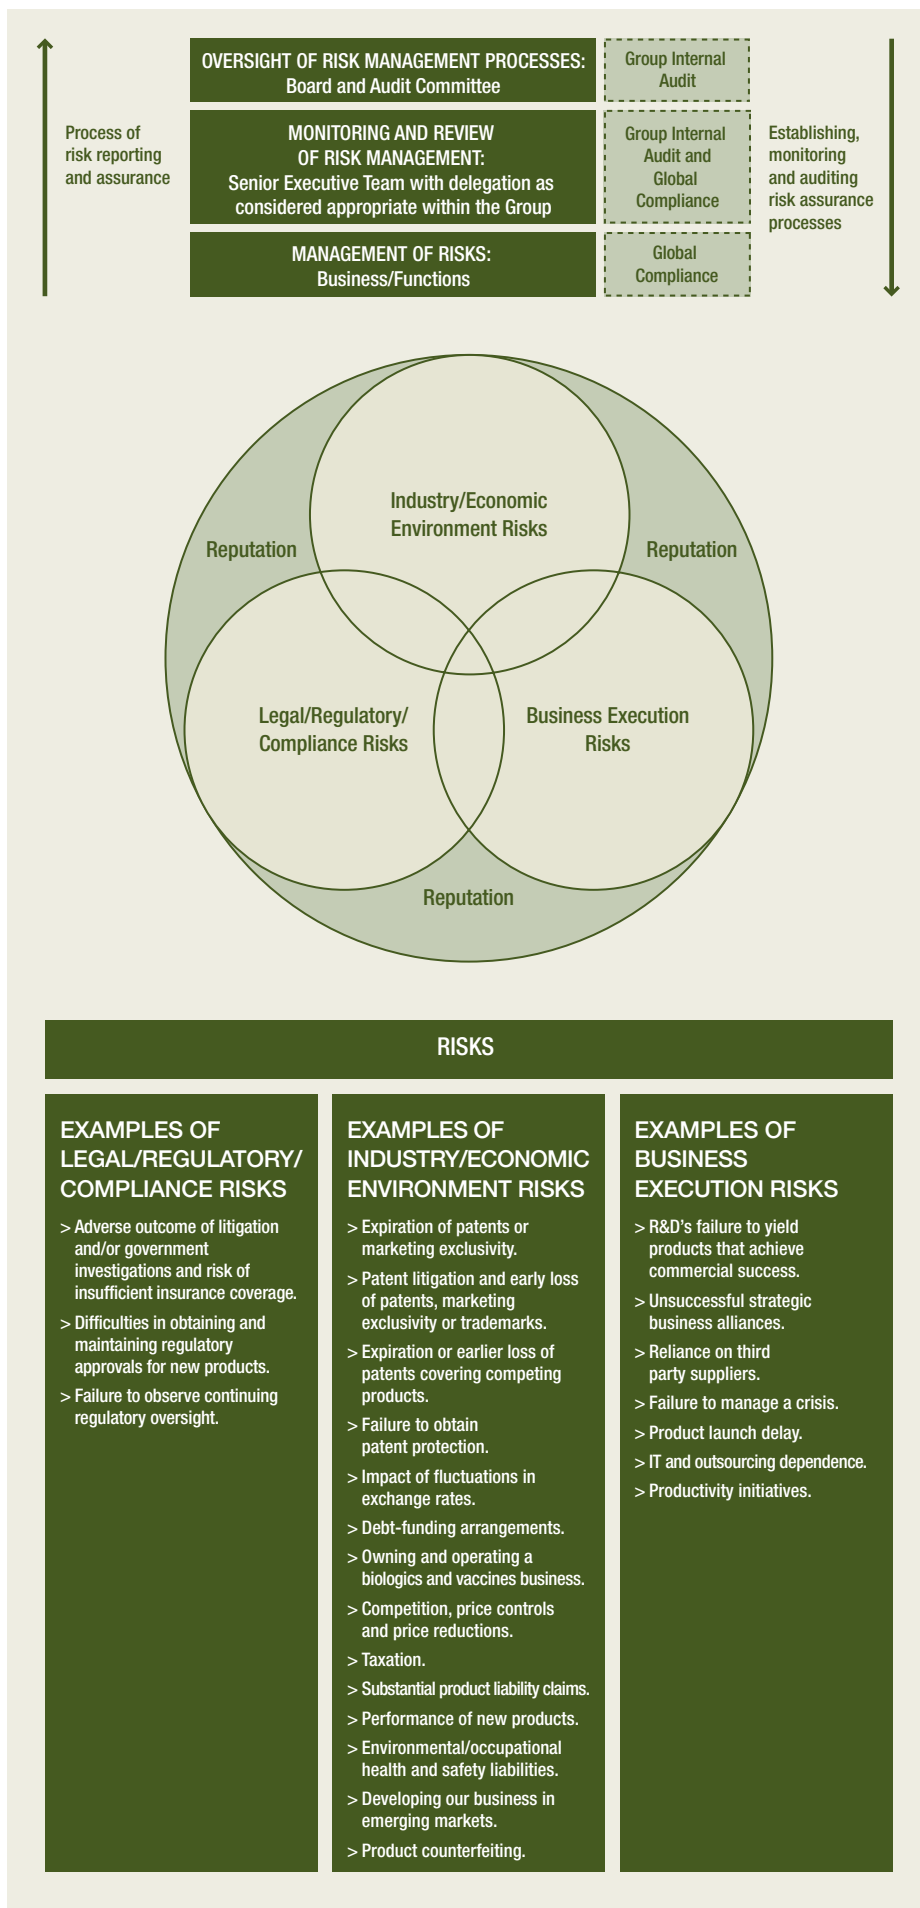 OVERSIGHT OF RISK MANAGEMENT PROCESSES:
Board and Audit Committee
Group Internal
Audit
Process of
risk reporting
and assurance
MONITORING AND REVIEW
OF RISK MANAGEMENT:
Senior Executive Team with delegation as
considered appropriate within the Group
Group Internal
Audit and
Global
Compliance
Establishing,
monitoring
and auditing
risk assurance
processes
MANAGEMENT OF RISKS:
Business/Functions
Global
Compliance
Industry/Economic
Environment Risks
Reputation
Reputation
Legal/Regulatory/
Compliance Risks
Business Execution
Risks
Reputation
RISKS
EXAMPLES OF
LEGAL/REGULATORY/
COMPLIANCE RISKS
> Adverse outcome of litigation
and/or government
investigations and risk of
insufficient insurance coverage.
> Difficulties in obtaining and
maintaining regulatory
approvals for new products.
> Failure to observe continuing
regulatory oversight.
EXAMPLES OF
INDUSTRY/ECONOMIC
ENVIRONMENT RISKS
> Expiration of patents or
marketing exclusivity.
> Patent litigation and early loss
of patents, marketing
exclusivity or trademarks.
> Expiration or earlier loss of
patents covering competing
products.
> Failure to obtain
patent protection.
> Impact of fluctuations in
exchange rates.
> Debt-funding arrangements.
> Owning and operating a
biologics and vaccines business.
> Competition, price controls
and price reductions.
> Taxation.
> Substantial product liability claims.
> Performance of new products.
> Environmental/occupational
health and safety liabilities.
> Developing our business in
emerging markets.
> Product counterfeiting.
EXAMPLES OF
BUSINESS
EXECUTION RISKS
> R&D's failure to yield
products that achieve
commercial success.
> Unsuccessful strategic
business alliances.
> Reliance on third
party suppliers.
> Failure to manage a crisis.
> Product launch delay.
> IT and outsourcing dependence.
> Productivity initiatives.